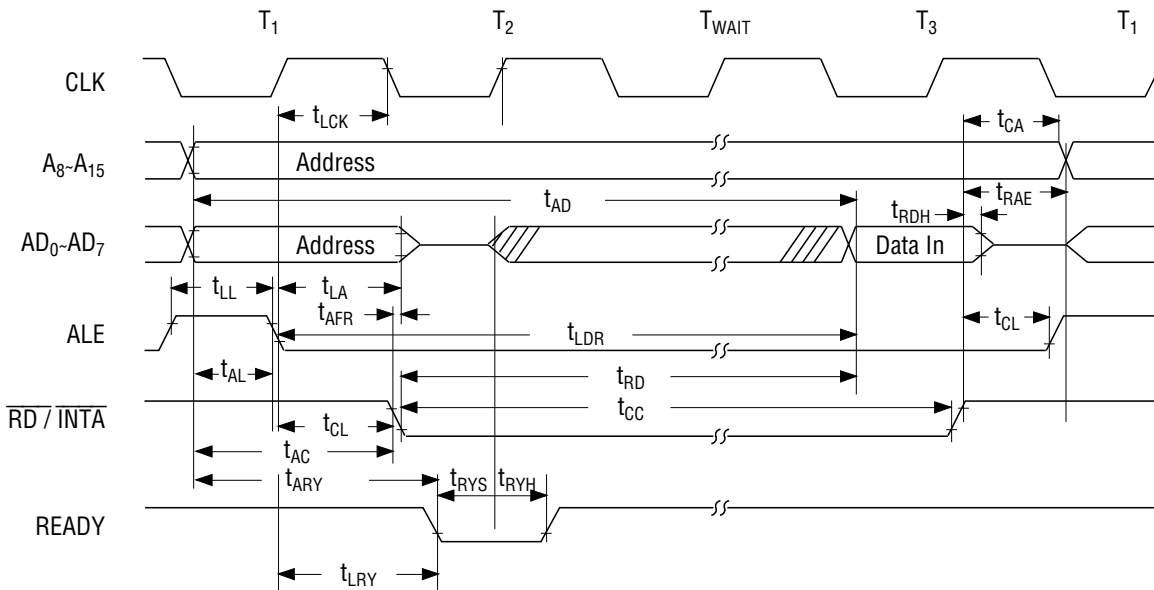 T1 T2 TWAIT T3 T1
CLK
tLCK
tCA
A8~A15 Address
tAD
tRAE
tRDH
AD0~AD7 Address Data In
tLL tLA
tAFR
tCL
ALE
tLDR
tAL
tRD
RD / INTA
tCL
tCC
tAC
tARY
tRYS tRYH
READY
tLRY